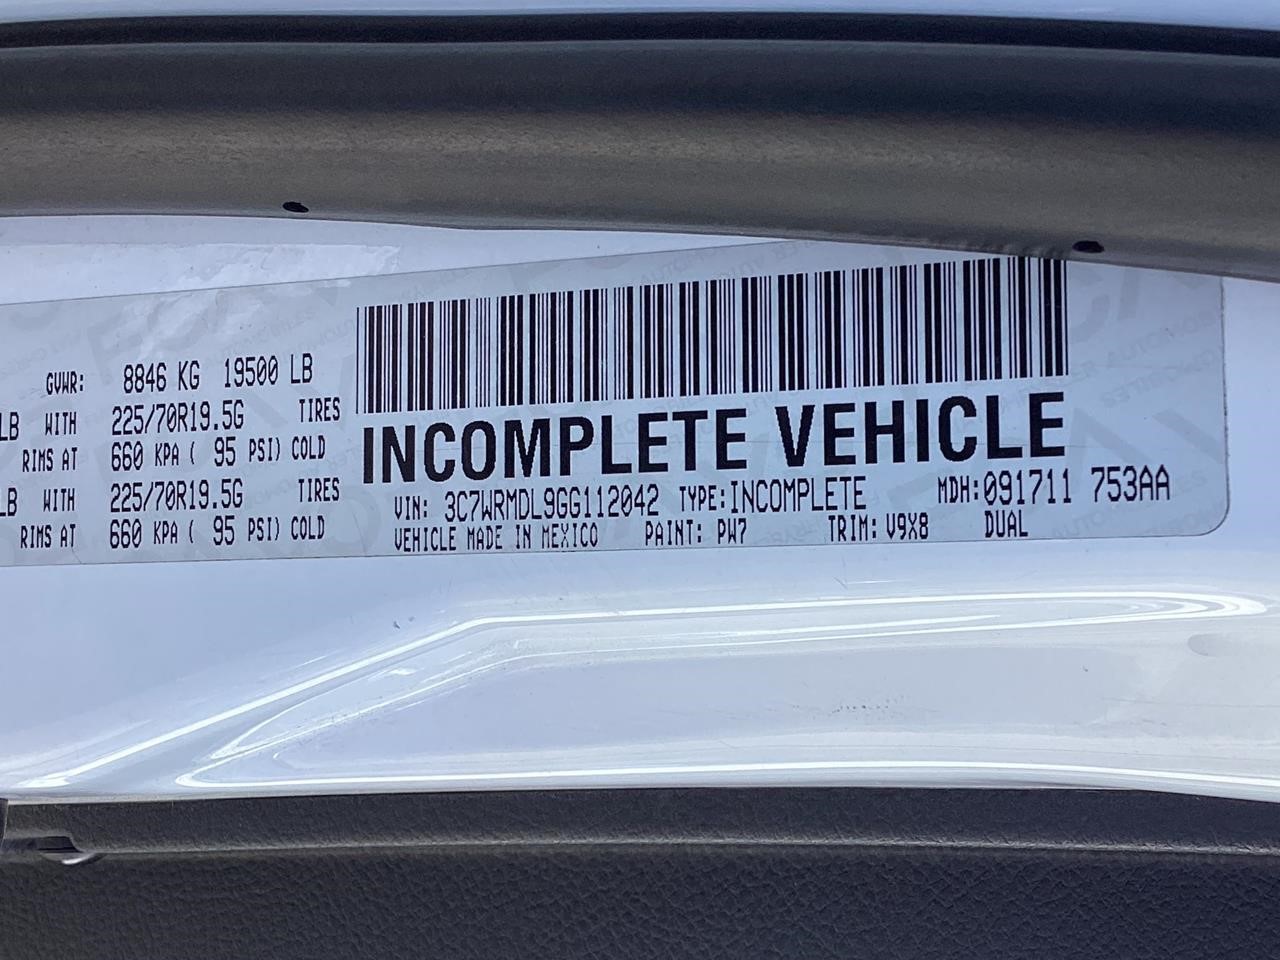 GVWR: 8846 KG 19500 LB
LB WITH 225/70R19.5G TIRES
RIMS AT 660 KPA ( 95 PSI) COLD
LB WITH 225/70R19.5G TIRES
RIMS AT 660 KPA ( 95 PSI) COLD
INCOMPLETE VEHICLE
VIN: 3C7WRMDL9GG112042 TYPE: INCOMPLETE MDH: 091711 753AA
VEHICLE MADE IN MEXICO PAINT: PW7 TRIM: V9X8 DUAL